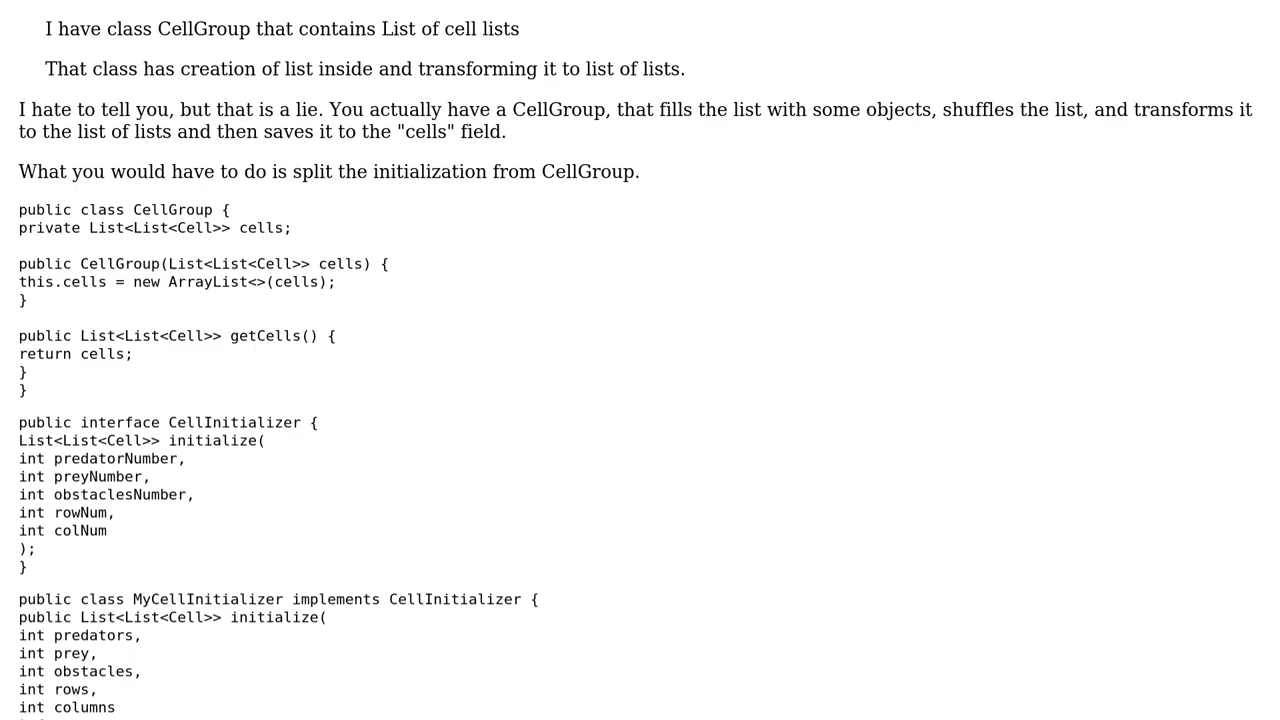 I have class CellGroup that contains List of cell lists
That class has creation of list inside and transforming it to list of lists.
I hate to tell you, but that is a lie. You actually have a CellGroup, that fills the list with some objects, shuffles the list, and transforms it
to the list of lists and then saves it to the "cells" field.
What you would have to do is split the initialization from CellGroup.
public class CellGroup {
private List<List<Cell>> cells;
public CellGroup(List<List<Cell>> cells) {
this.cells = new ArrayList<>(cells);
}
public List<List<Cell>> getCells() {
return cells;
}
}
public interface CellInitializer {
List<List<Cell>> initialize(
int predatorNumber,
int preyNumber,
int obstaclesNumber,
int rowNum,
int colNum
);
}
public class MyCellInitializer implements CellInitializer {
public List<List<Cell>> initialize(
int predators,
int prey,
int obstacles,
int rows,
int columns